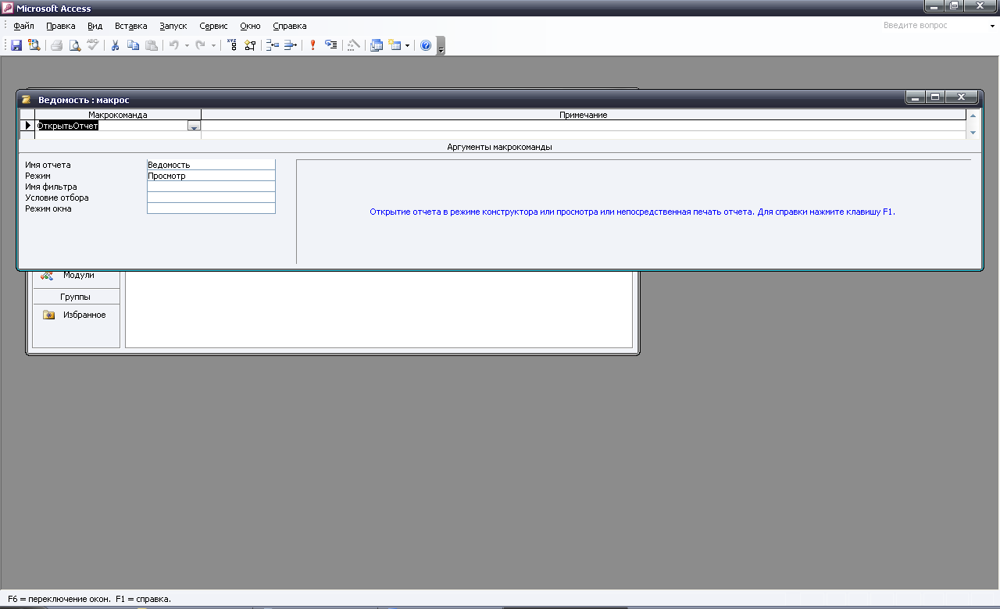 Microsoft Access
Файл Правка Вид Вставка Запуск Сервис Окно Справка
Введите вопрос
Ведомость : макрос
Макрокоманда Примечание
ОткрытьОтчет
Аргументы макрокоманды
Имя отчета Ведомость
Режим Просмотр
Имя фильтра
Условие отбора
Режим окна
Открытие отчета в режиме конструктора или просмотра или непосредственная печать отчета. Для справки нажмите клавишу F1.
Модули
Группы
Избранное
F6 = переключение окон. F1 = справка.